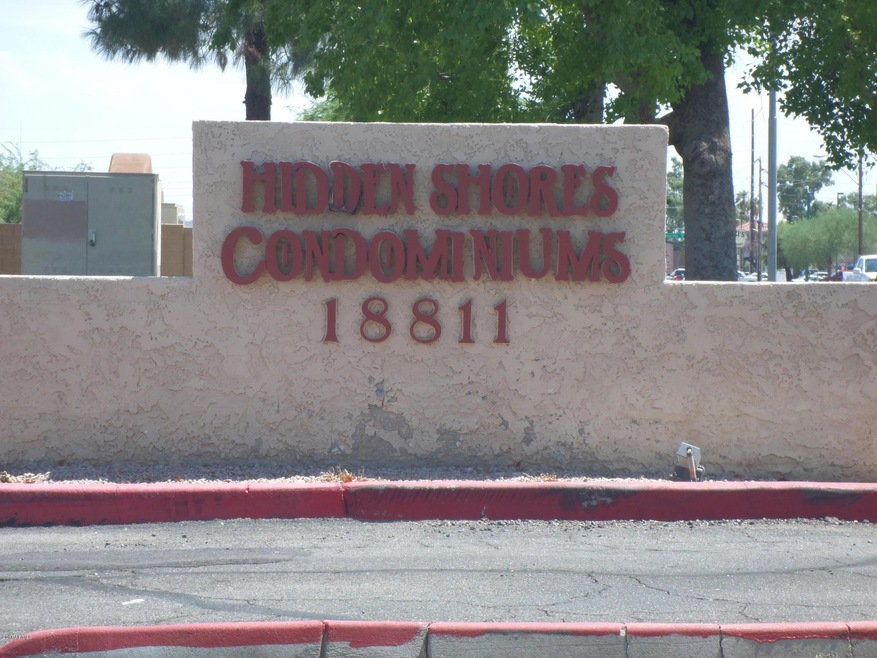 HIDDEN SHORES
CONDOMINIUMS
18811